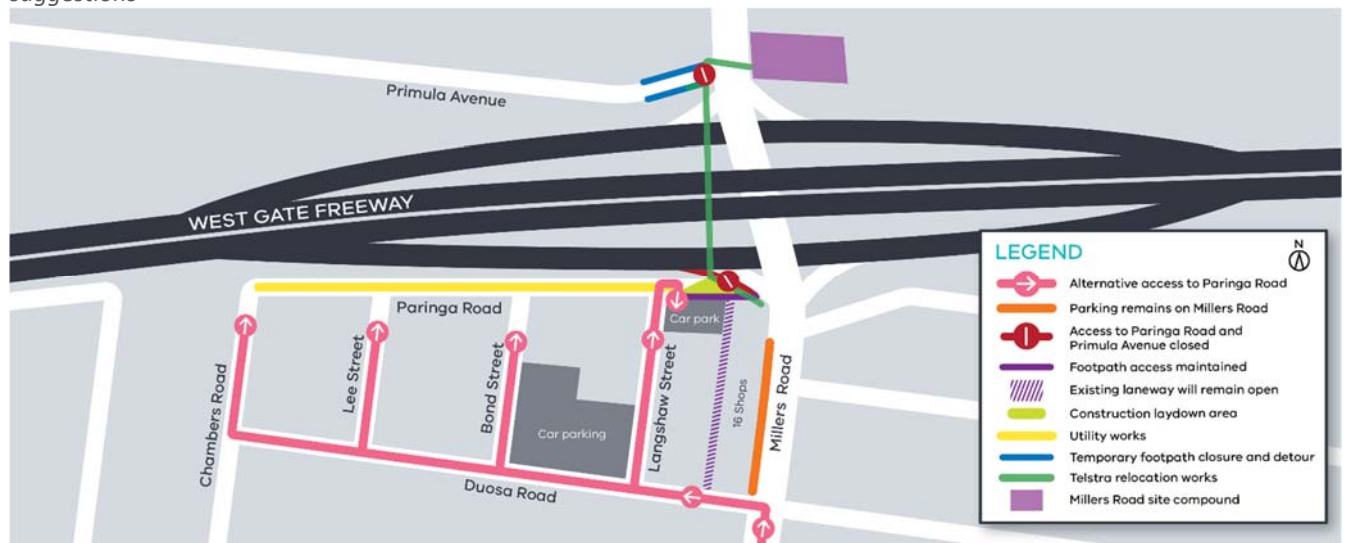 suggestions
Primula Avenue
WEST GATE FREEWAY
Paringa Road
Car park
Chambers Road
Lee Street
Bond Street
Car parking
Langshaw Street
16 Shops
Millers Road
Duosa Road
LEGEND
N
Alternative access to Paringa Road
Parking remains on Millers Road
Access to Paringa Road and
Primula Avenue closed
Footpath access maintained
Existing laneway will remain open
Construction laydown area
Utility works
Temporary footpath closure and detour
Telstra relocation works
Millers Road site compound